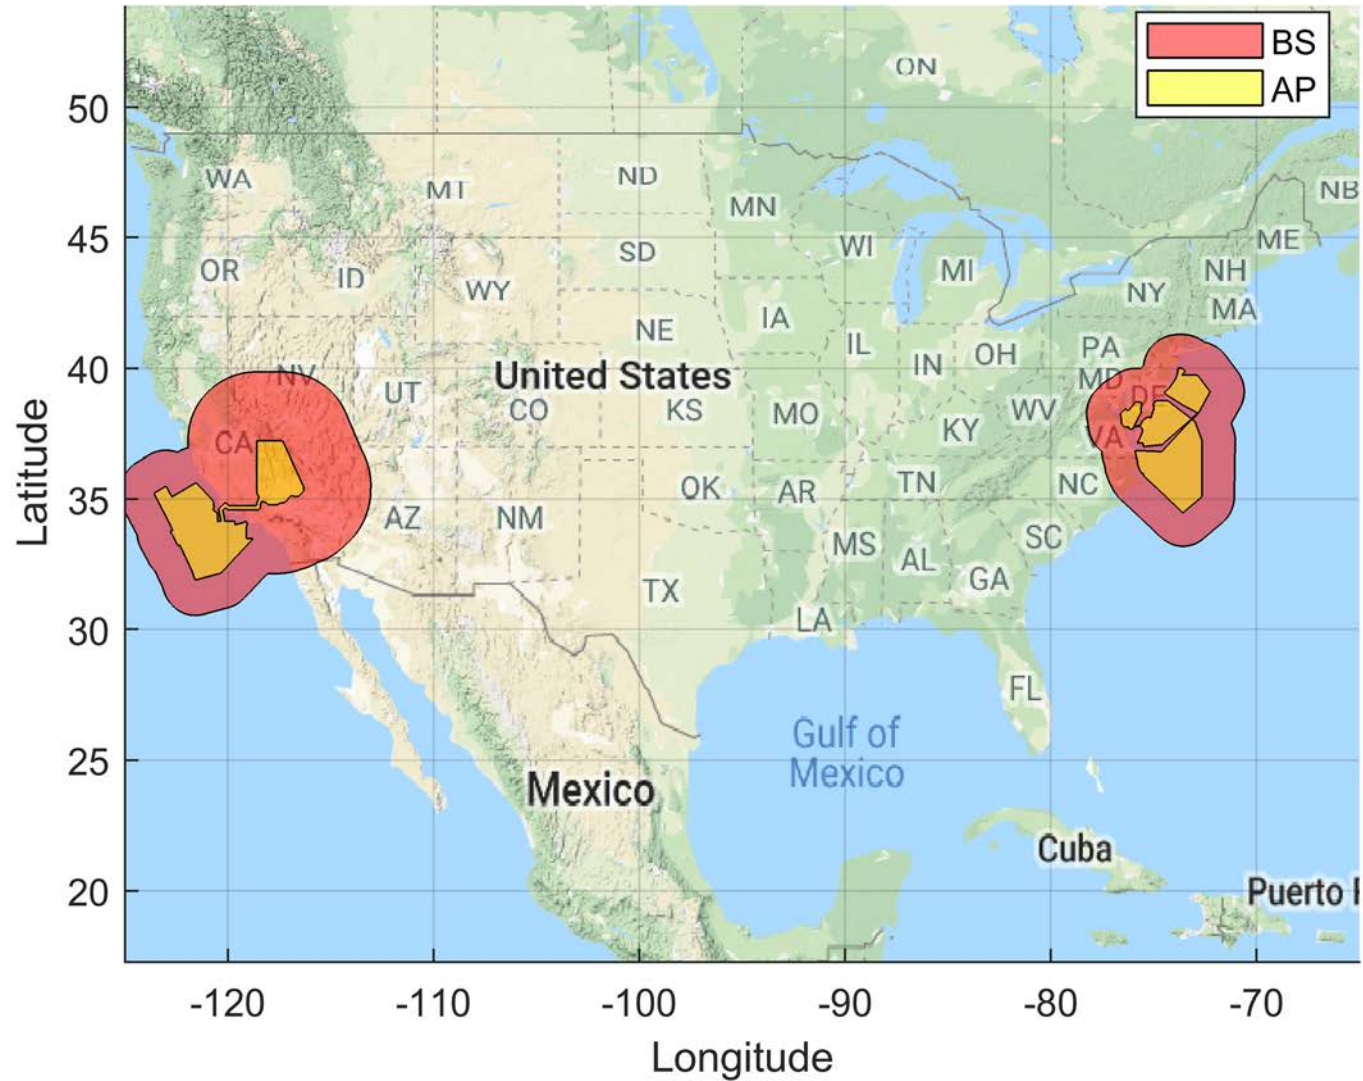 BS
AP
ON
50
WA
MT
ND
MN
NB
45
OR
ID
SD
WI
MI
ME
NH
WY
NY
MA
NE
IA
IL
IN
OH
PA
40
NV
United States
MD
UT
CO
KS
MO
WV
DE
KY
VA
CA
35
OK
AR
TN
NC
AZ
NM
MS
AL
SC
TX
GA
LA
30
FL
Gulf of
Mexico
25
Mexico
Cuba
20
Puerto
-120
-110
-100
-90
-80
-70
Longitude
Latitude